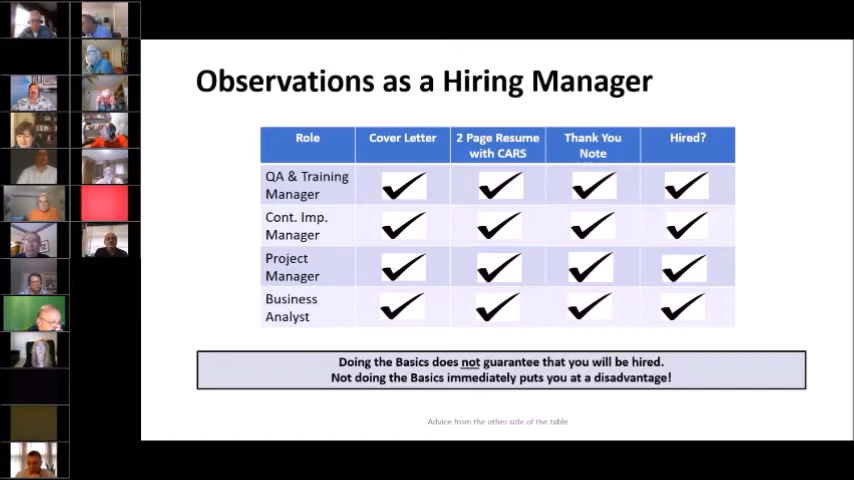 Observations as a Hiring Manager
Role
Cover Letter
2 Page Resume
with CARS
Thank You
Note
Hired?
QA & Training
Manager
Cont. Imp.
Manager
Project
Manager
Business
Analyst
Doing the Basics does not guarantee that you will be hired.
Not doing the Basics immediately puts you at a disadvantage!
Advice from the other side of the table